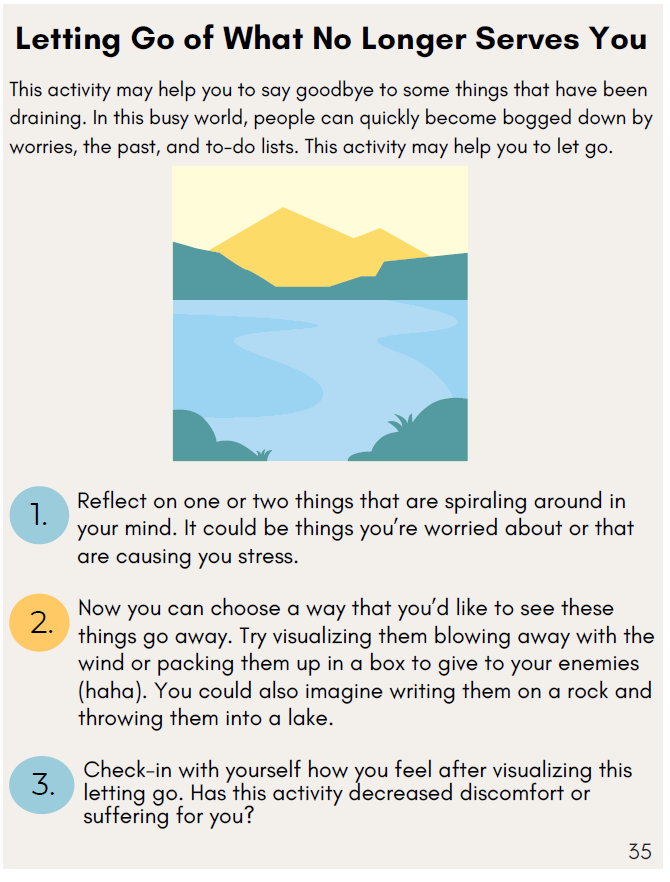 Letting Go of What No Longer Serves You
This activity may help you to say goodbye to some things that have been
draining. In this busy world, people can quickly become bogged down by
worries, the past, and to-do lists. This activity may help you to let go.
1.
Reflect on one or two things that are spiraling around in
your mind. It could be things you're worried about or that
are causing you stress.
2.
Now you can choose a way that you'd like to see these
things go away. Try visualizing them blowing away with the
wind or packing them up in a box to give to your enemies
(haha). You could also imagine writing them on a rock and
throwing them into a lake.
3.
Check-in with yourself how you feel after visualizing this
letting go. Has this activity decreased discomfort or
suffering for you?
35